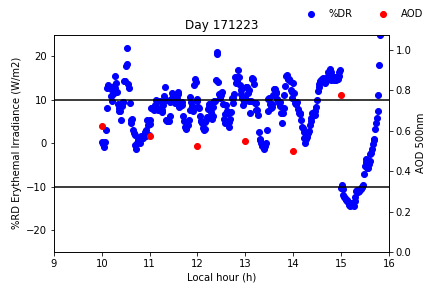 %DR AOD
Day 171223
%RD Erythemal Irradiance (W/m2)
20
10
0
−10
−20
1.0
0.8
0.6
0.4
0.2
0.0
AOD 500nm
9 10 11 12 13 14 15 16
Local hour (h)